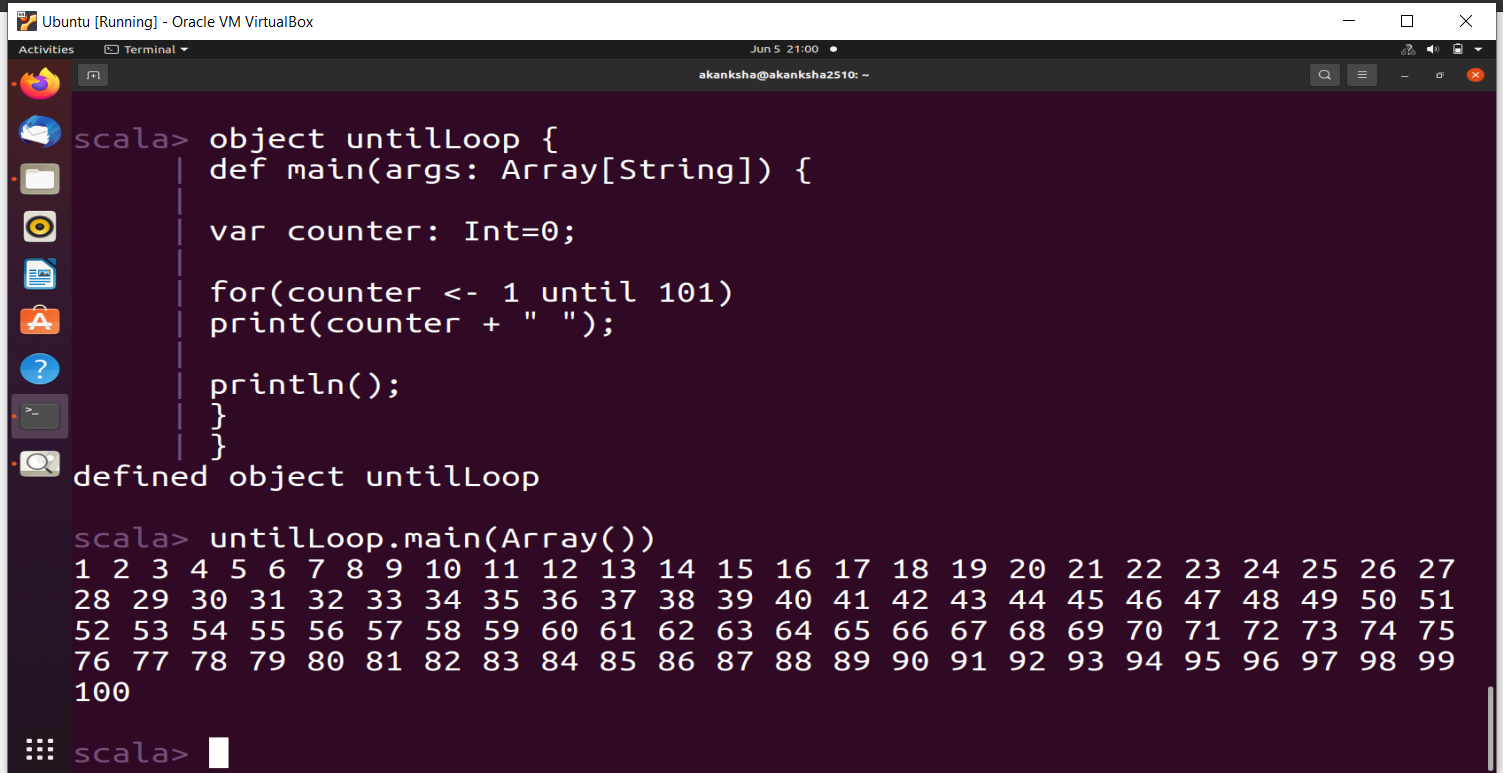 Ubuntu [Running] - Oracle VM VirtualBox
Activities Terminal Jun 5 21:00
akanksha@akanksha2510: ~
scala> object untilLoop {
| def main(args: Array[String]) {
|
| var counter: Int=0;
|
| for(counter <- 1 until 101)
| print(counter + " ");
|
| println();
| }
| }
defined object untilLoop
scala> untilLoop.main(Array())
1 2 3 4 5 6 7 8 9 10 11 12 13 14 15 16 17 18 19 20 21 22 23 24 25 26 27
28 29 30 31 32 33 34 35 36 37 38 39 40 41 42 43 44 45 46 47 48 49 50 51
52 53 54 55 56 57 58 59 60 61 62 63 64 65 66 67 68 69 70 71 72 73 74 75
76 77 78 79 80 81 82 83 84 85 86 87 88 89 90 91 92 93 94 95 96 97 98 99
100
scala>